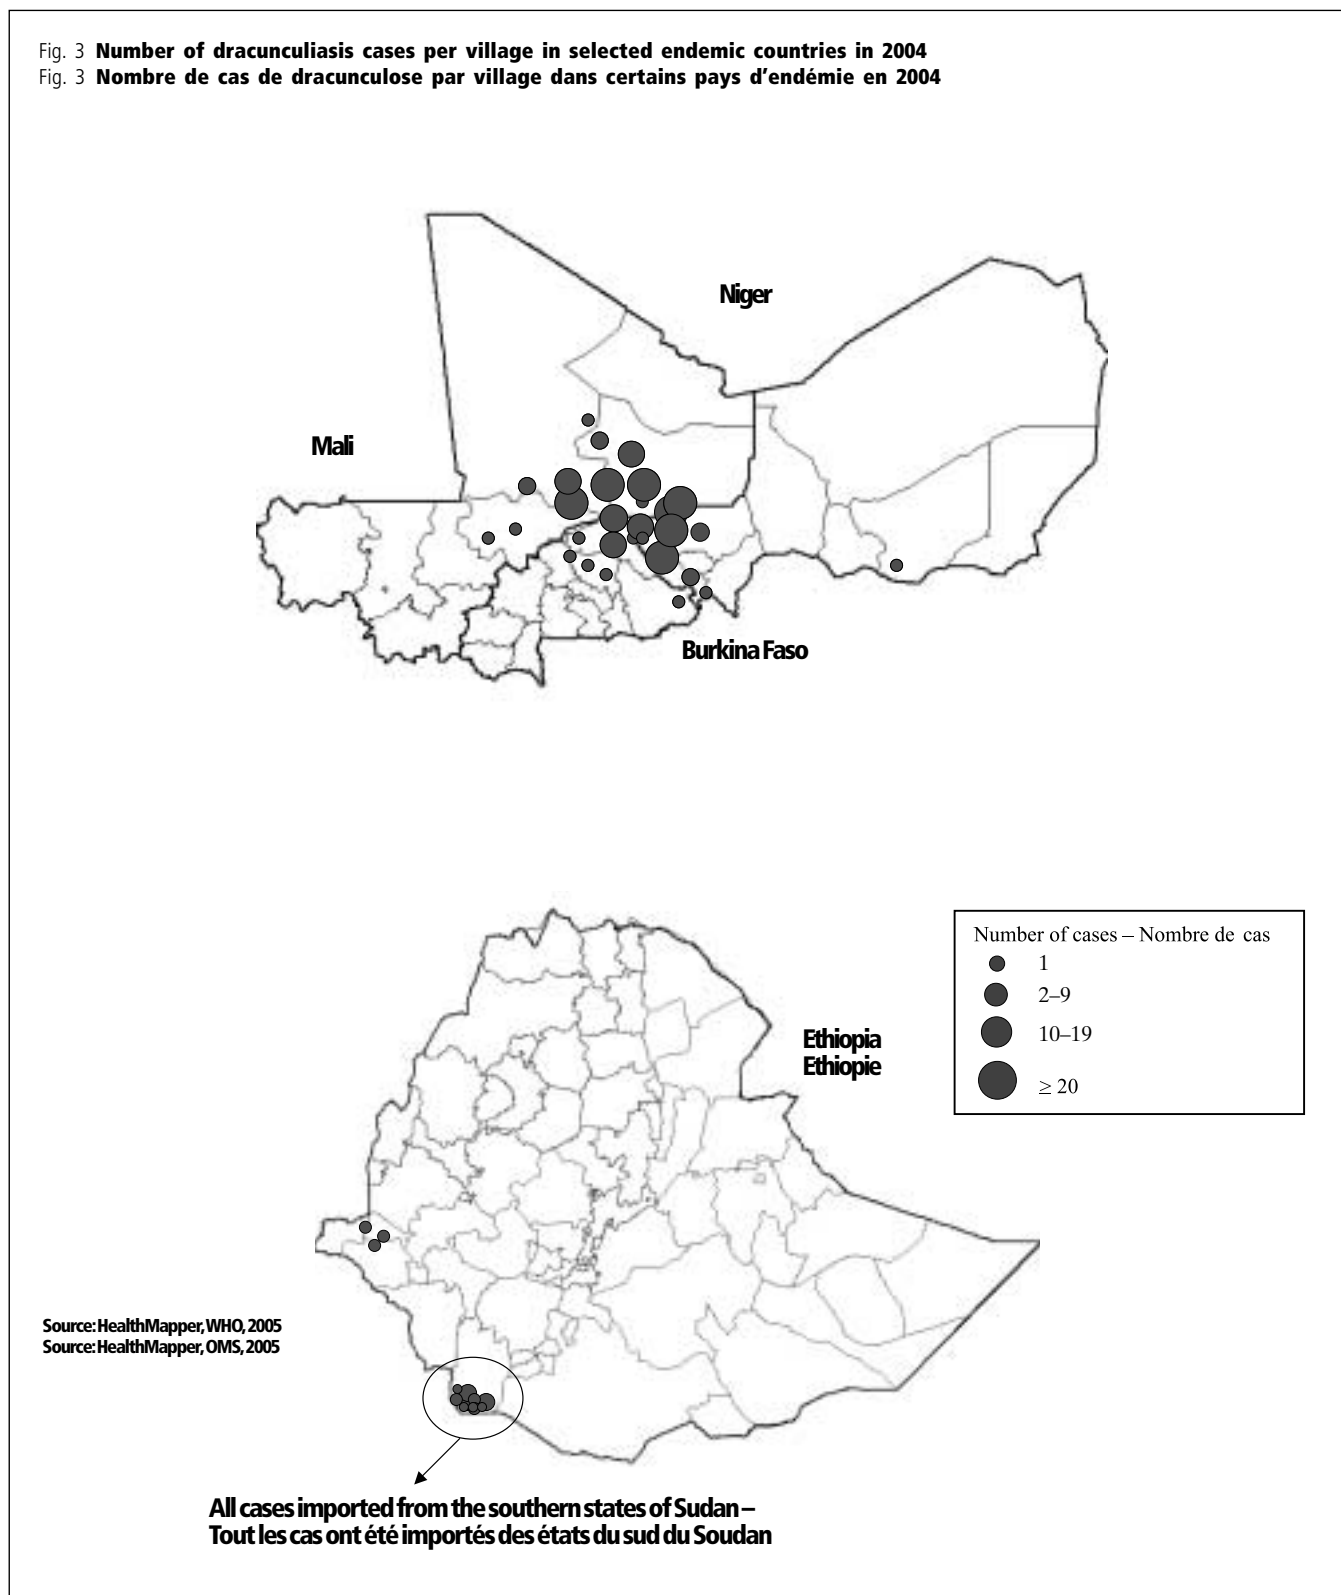 Fig. 3 Number of dracunculiasis cases per village in selected endemic countries in 2004
Fig. 3 Nombre de cas de dracunculose par village dans certains pays d'endémie en 2004
Niger
Mali
Burkina Faso
Number of cases – Nombre de cas
1
2–9
10–19
≥ 20
Ethiopia
Ethiopie
Source: HealthMapper, WHO, 2005
Source: HealthMapper, OMS, 2005
All cases imported from the southern states of Sudan –
Tout les cas ont été importés des états du sud du Soudan